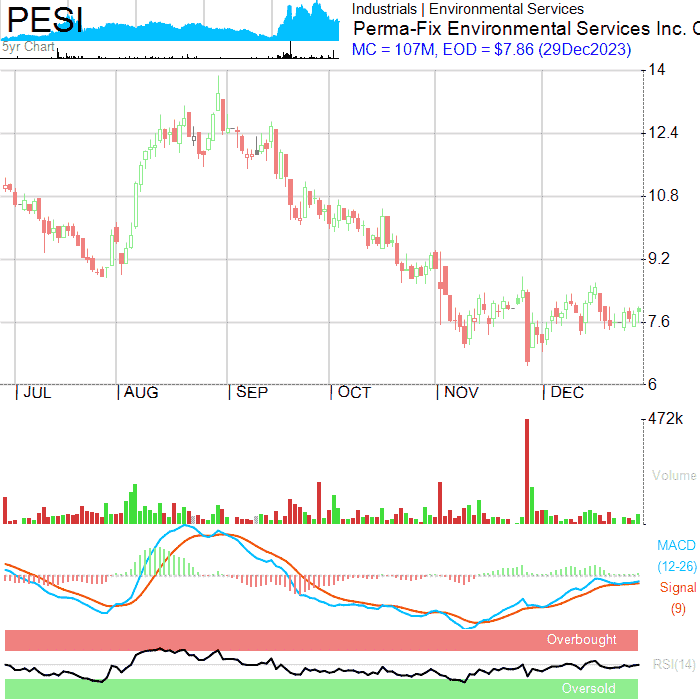 PESI
5yr Chart
Industrials | Environmental Services
Perma-Fix Environmental Services Inc. C
MC = 107M, EOD = $7.86 (29Dec2023)
14
12.4
10.8
9.2
7.6
6
JUL AUG SEP OCT NOV DEC
472k
Volume
MACD
(12-26)
Signal
(9)
Overbought
RSI(14)
Oversold